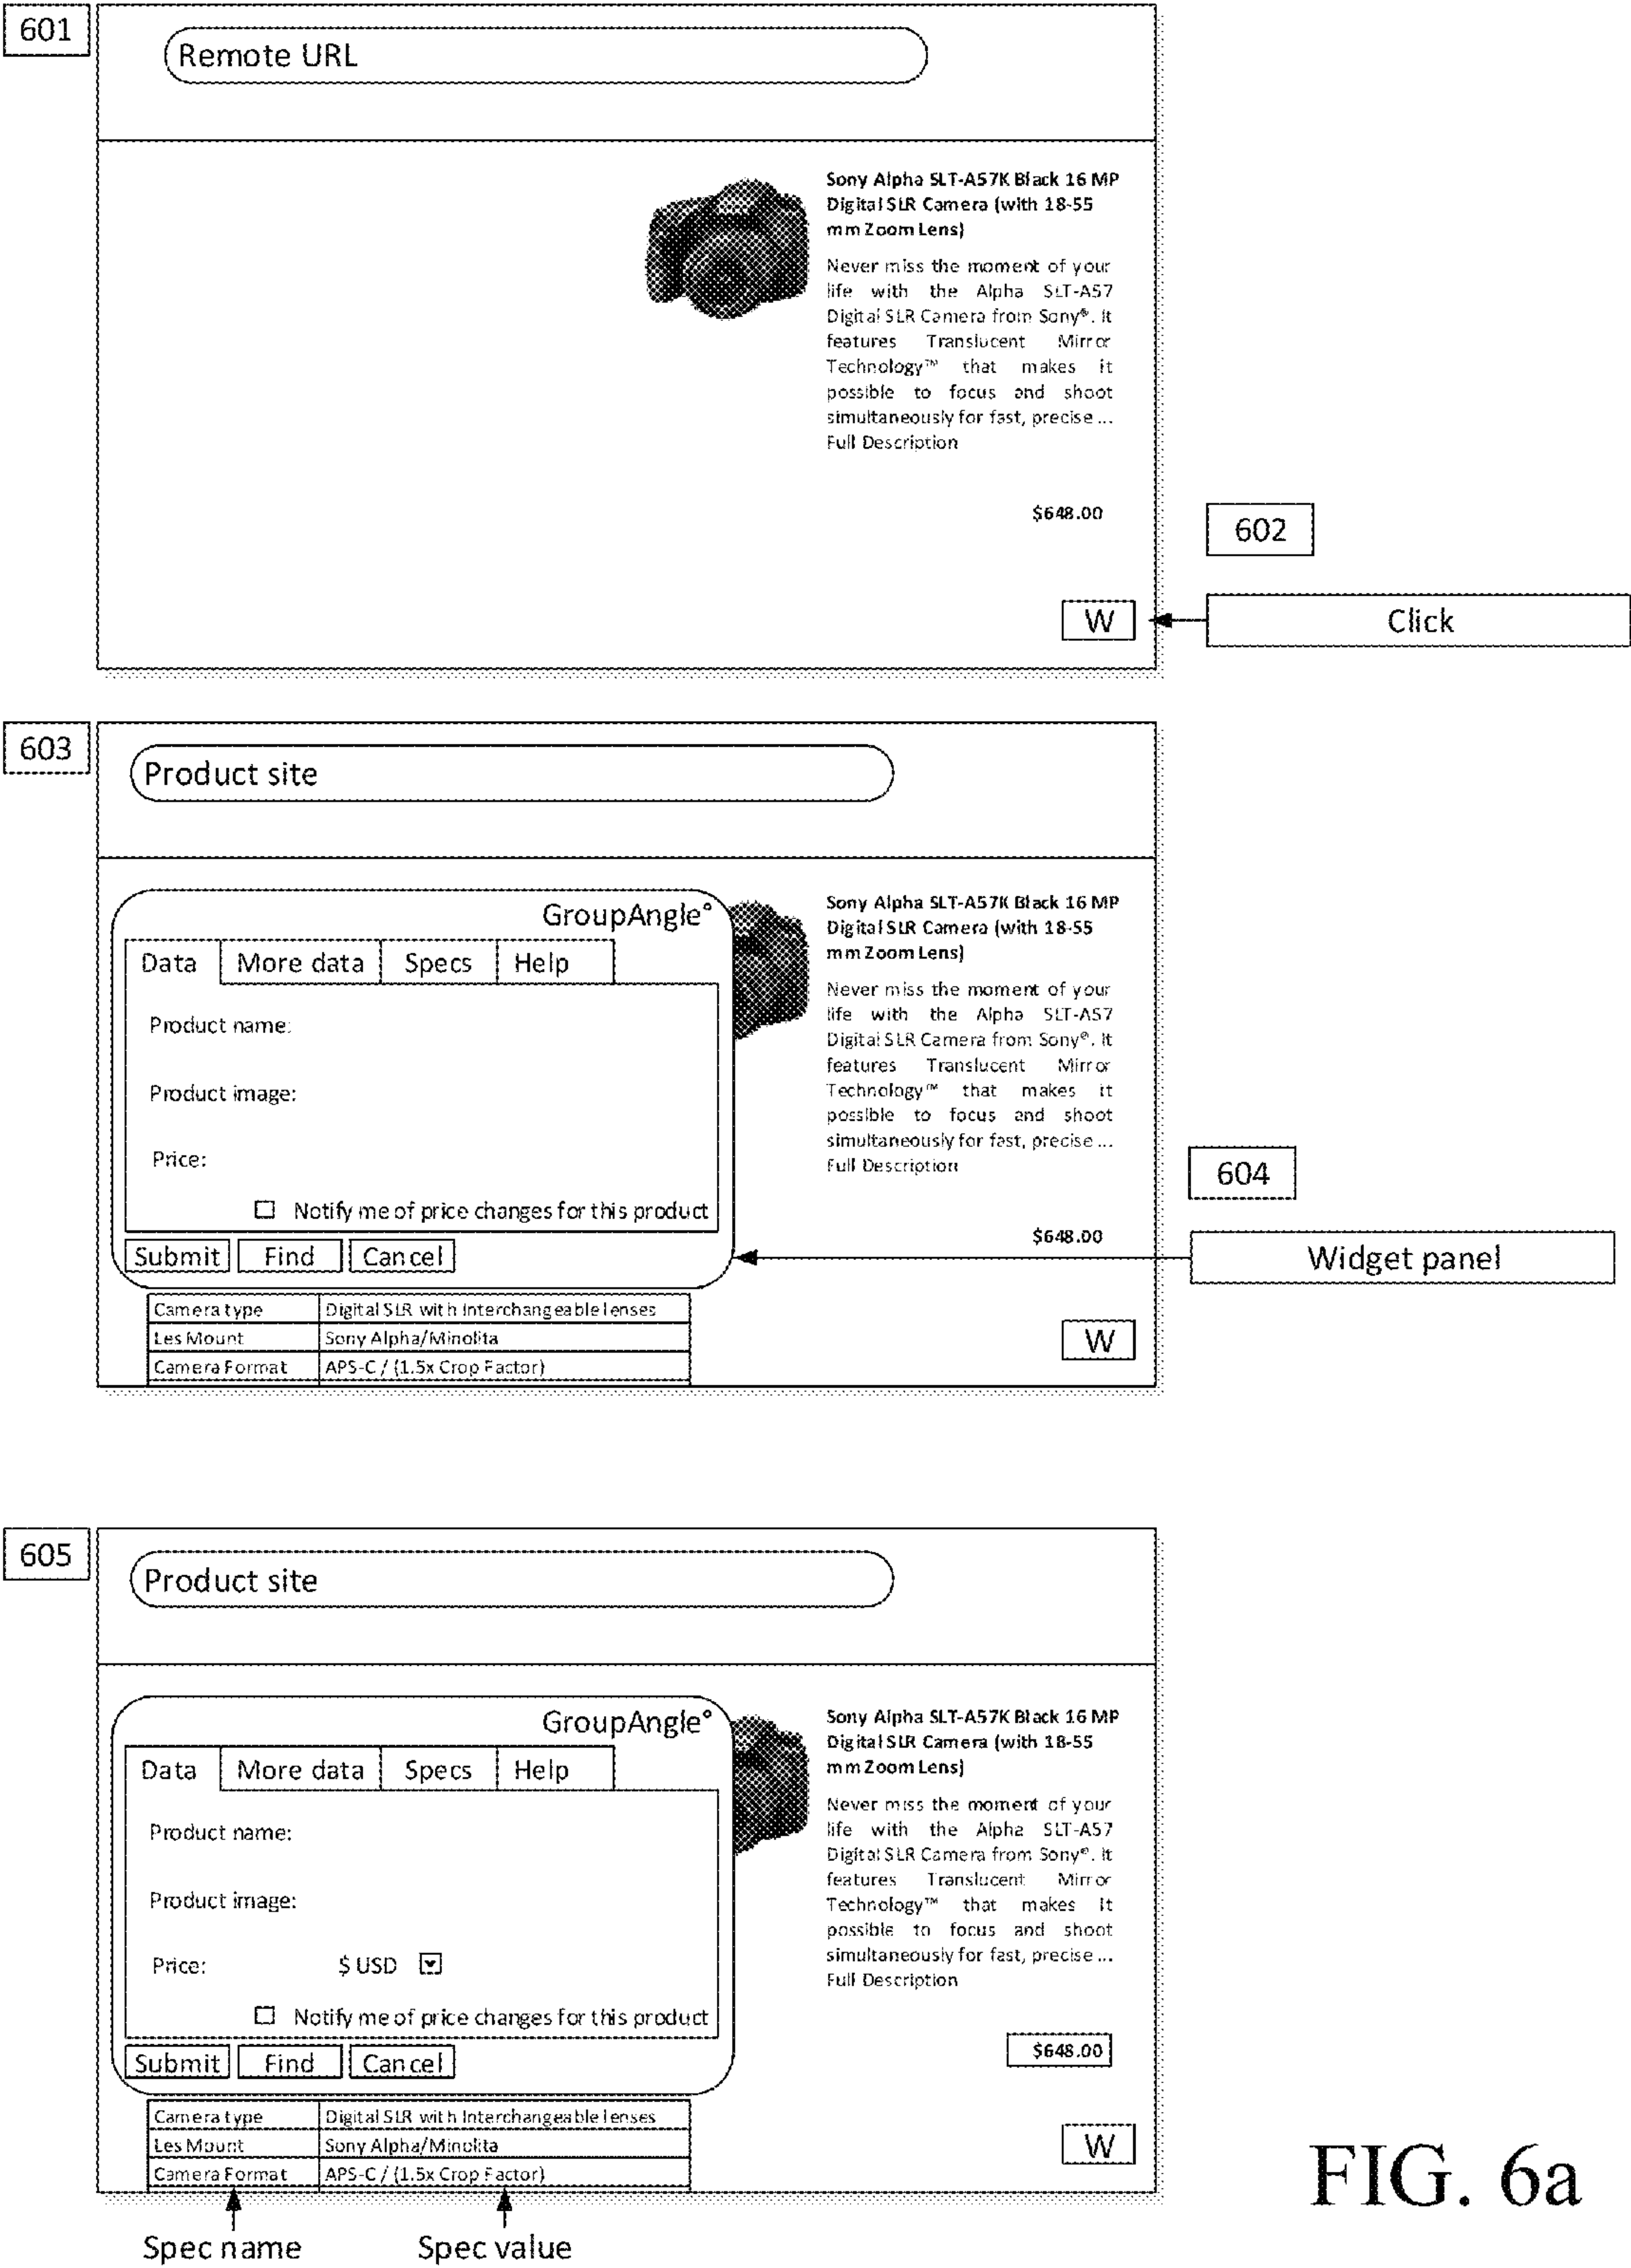 601
Remote URL
Sony Alpha SLT-A57K Black 16 MP
Digital SLR Camera (with 18-55
mm Zoom Lens)
Never miss the moment of your
life with the Alpha SLT-A57
Digital SLR Camera from Sony®. It
features Translucent Mirror
Technology™ that makes it
possible to focus and shoot
simultaneously for fast, precise ...
Full Description
$648.00
602
W
Click
603
Product site
GroupAngle°
Data More data Specs Help
Product name:
Product image:
Price:
Notify me of price changes for this product
Submit Find Cancel
Sony Alpha SLT-A57K Black 16 MP
Digital SLR Camera (with 18-55
mm Zoom Lens)
Never miss the moment of your
life with the Alpha SLT-A57
Digital SLR Camera from Sony®. It
features Translucent Mirror
Technology™ that makes it
possible to focus and shoot
simultaneously for fast, precise ...
Full Description
$648.00
604
Widget panel
Camera type Digital SLR with Interchangeable lenses
Les Mount Sony Alpha/Minolita
Camera Format APS-C / (1.5x Crop Factor)
W
605
Product site
GroupAngle°
Data More data Specs Help
Product name:
Product image:
Price: $ USD
Notify me of price changes for this product
Submit Find Cancel
Sony Alpha SLT-A57K Black 16 MP
Digital SLR Camera (with 18-55
mm Zoom Lens)
Never miss the moment of your
life with the Alpha SLT-A57
Digital SLR Camera from Sony®. It
features Translucent Mirror
Technology™ that makes it
possible to focus and shoot
simultaneously for fast, precise ...
Full Description
$648.00
Camera type Digital SLR with Interchangeable lenses
Les Mount Sony Alpha/Minolita
Camera Format APS-C / (1.5x Crop Factor)
W
Spec name Spec value
FIG. 6a